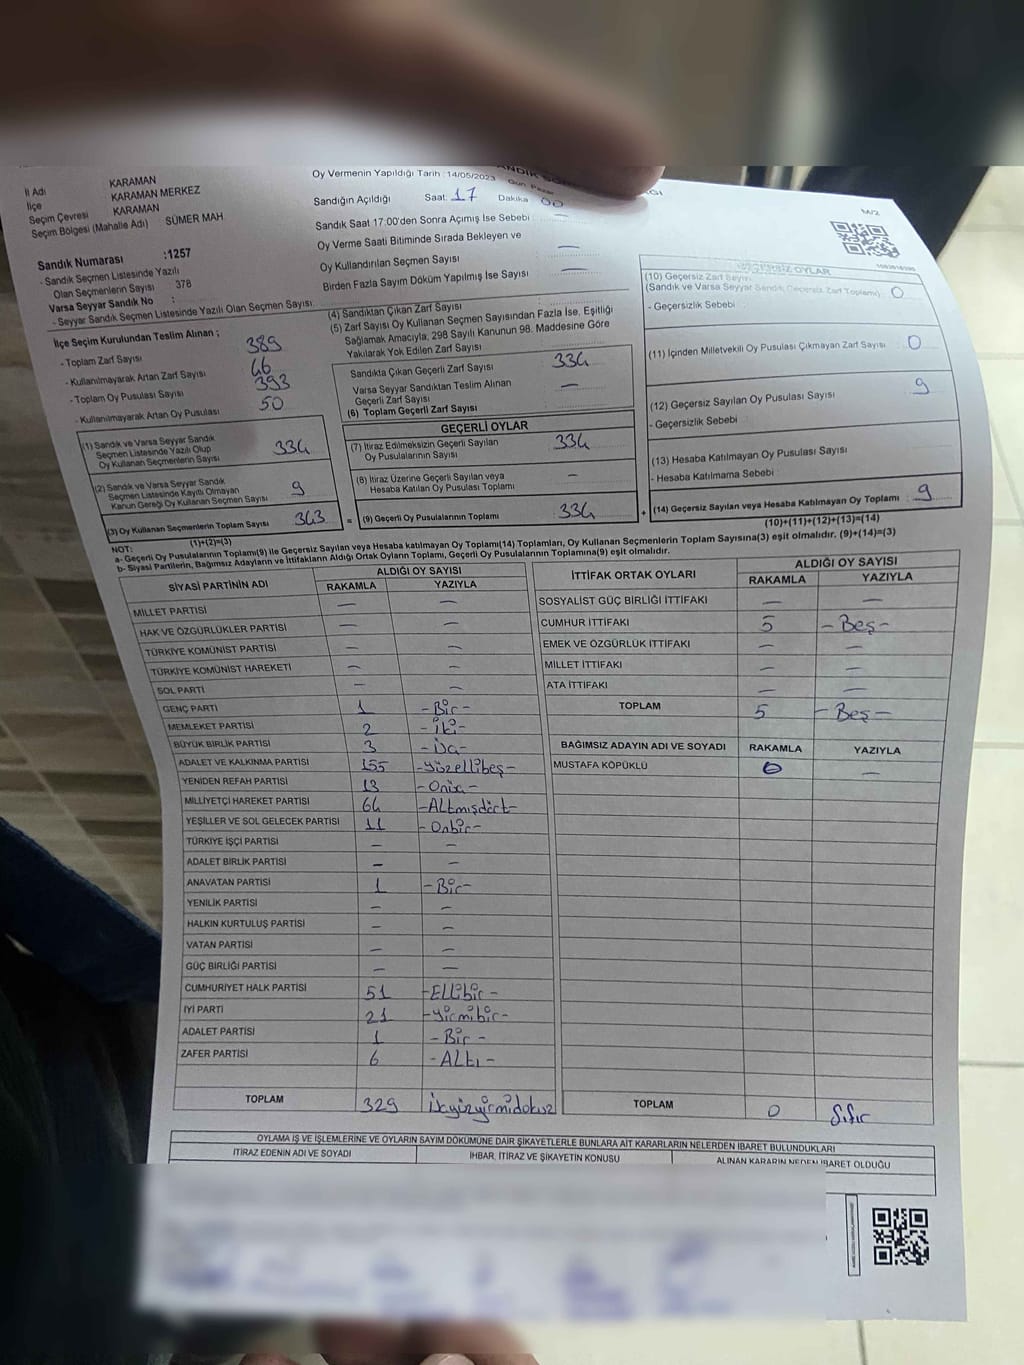 İl Adı KARAMAN
İlçe KARAMAN MERKEZ
Seçim Çevresi KARAMAN
Seçim Bölgesi (Mahalle Adı) SÜMER MAH
Sandık Numarası :1257
- Sandık Seçmen Listesinde Yazılı
Olan Seçmenlerin Sayısı 378
Varsa Seyyar Sandık No :
- Seyyar Sandık Seçmen Listesinde Yazılı Olan Seçmen Sayısı:
Oy Vermenin Yapıldığı Tarih :14/05/2023 Gün Pazar
Sandığın Açıldığı Saat: 17 Dakika 00
Sandık Saat 17:00'den Sonra Açımış İse Sebebi : —
Oy Verme Saati Bitiminde Sırada Bekleyen ve
Oy Kullandırılan Seçmen Sayısı —
Birden Fazla Sayım Döküm Yapılmış İse Sayısı —
M/2
İlçe Seçim Kurulundan Teslim Alınan ;
- Toplam Zarf Sayısı 389
- Kullanılmayarak Artan Zarf Sayısı 46
- Toplam Oy Pusulası Sayısı 393
- Kullanılmayarak Artan Oy Pusulası 50
(1) Sandık ve Varsa Seyyar Sandık
Seçmen Listesinde Yazılı Olup
Oy Kullanan Seçmenlerin Sayısı 334
(2) Sandık ve Varsa Seyyar Sandık
Seçmen Listesinde Kayıtlı Olmayan
Kanun Gereği Oy Kullanan Seçmen Sayısı 9
(3) Oy Kullanan Seçmenlerin Toplam Sayısı 343
(1)+(2)=(3)
(4) Sandıktan Çıkan Zarf Sayısı
(5) Zarf Sayısı Oy Kullanan Seçmen Sayısından Fazla İse, Eşitliği
Sağlamak Amacıyla, 298 Sayılı Kanunun 98. Maddesine Göre
Yakılarak Yok Edilen Zarf Sayısı
Sandıkta Çıkan Geçerli Zarf Sayısı 334
Varsa Seyyar Sandıktan Teslim Alınan
Geçerli Zarf Sayısı —
(6) Toplam Geçerli Zarf Sayısı
GEÇERLİ OYLAR
(7) İtiraz Edilmeksizin Geçerli Sayılan
Oy Pusulalarının Sayısı 334
(8) İtiraz Üzerine Geçerli Sayılan veya
Hesaba Katılan Oy Pusulası Toplamı —
= (9) Geçerli Oy Pusulalarının Toplamı 334
GEÇERSİZ OYLAR
(10) Geçersiz Zarf Sayısı
(Sandık ve Varsa Seyyar Sandık Geçersiz Zarf Toplamı) 0
- Geçersizlik Sebebi :
(11) İçinden Milletvekili Oy Pusulası Çıkmayan Zarf Sayısı 0
(12) Geçersiz Sayılan Oy Pusulası Sayısı 9
- Geçersizlik Sebebi :
(13) Hesaba Katılmayan Oy Pusulası Sayısı
- Hesaba Katılmama Sebebi :
+ (14) Geçersiz Sayılan veya Hesaba Katılmayan Oy Toplamı : 9
(10)+(11)+(12)+(13)=(14)
NOT:
a- Geçerli Oy Pusulalarının Toplamı(9) ile Geçersiz Sayılan veya Hesaba katılmayan Oy Toplamı(14) Toplamları, Oy Kullanan Seçmenlerin Toplam Sayısına(3) eşit olmalıdır. (9)+(14)=(3)
b- Siyasi Partilerin, Bağımsız Adayların ve İttifakların Aldığı Ortak Oyların Toplamı, Geçerli Oy Pusulalarının Toplamına(9) eşit olmalıdır.
SİYASİ PARTİNİN ADI ALDIĞI OY SAYISI
RAKAMLA YAZIYLA
MİLLET PARTİSİ — —
HAK VE ÖZGÜRLÜKLER PARTİSİ — —
TÜRKİYE KOMÜNİST PARTİSİ — —
TÜRKİYE KOMÜNİST HAREKETİ — —
SOL PARTİ — —
GENÇ PARTİ 1 -Bir-
MEMLEKET PARTİSİ 2 -İki-
BÜYÜK BİRLİK PARTİSİ 3 -Üç-
ADALET VE KALKINMA PARTİSİ 155 -Yüzellibeş-
YENİDEN REFAH PARTİSİ 13 -Onüç-
MİLLİYETÇİ HAREKET PARTİSİ 64 -Altmışdört-
YEŞİLLER VE SOL GELECEK PARTİSİ 11 -Onbir-
TÜRKİYE İŞÇİ PARTİSİ — —
ADALET BİRLİK PARTİSİ — —
ANAVATAN PARTİSİ 1 -Bir-
YENİLİK PARTİSİ — —
HALKIN KURTULUŞ PARTİSİ — —
VATAN PARTİSİ — —
GÜÇ BİRLİĞİ PARTİSİ — —
CUMHURİYET HALK PARTİSİ 51 -Ellibir-
İYİ PARTİ 21 -Yirmibir-
ADALET PARTİSİ 1 -Bir-
ZAFER PARTİSİ 6 -Altı-
TOPLAM 329 Üçyüzyirmidokuz
İTTİFAK ORTAK OYLARI ALDIĞI OY SAYISI
RAKAMLA YAZIYLA
SOSYALİST GÜÇ BİRLİĞİ İTTİFAKI — —
CUMHUR İTTİFAKI 5 -Beş-
EMEK VE ÖZGÜRLÜK İTTİFAKI — —
MİLLET İTTİFAKI — —
ATA İTTİFAKI — —
TOPLAM 5 -Beş-
BAĞIMSIZ ADAYIN ADI VE SOYADI RAKAMLA YAZIYLA
MUSTAFA KÖPÜKLÜ 0 —
TOPLAM 0 Sıfır
OYLAMA İŞ VE İŞLEMLERİNE VE OYLARIN SAYIM DÖKÜMÜNE DAİR ŞİKAYETLERLE BUNLARA AİT KARARLARIN NELERDEN İBARET BULUNDUKLARI
İTİRAZ EDENİN ADI VE SOYADI İHBAR, İTİRAZ VE ŞİKAYETİN KONUSU ALINAN KARARIN NEDEN İBARET OLDUĞU